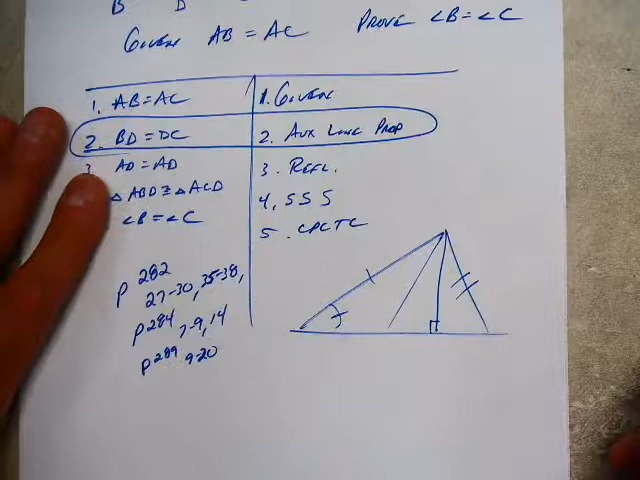 B D
GIVEN AB = AC PROVE ∠B = ∠C
1. AB = AC 1. GIVEN
2. BD = DC 2. AUX LINE PROP
3 AD = AD 3. REFL.
△ABD ≅ △ACD 4, SSS
∠B = ∠C 5. CPCTC
P 282
27-30, 35-38,
P 284 7-9, 14
P 289 9-20